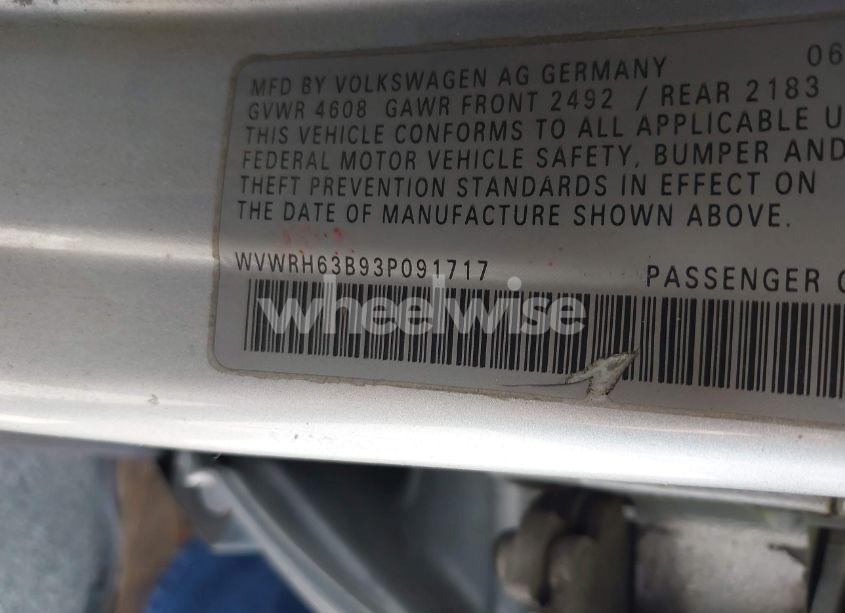 06
MFD BY VOLKSWAGEN AG GERMANY
GVWR 4608 GAWR FRONT 2492 / REAR 2183
THIS VEHICLE CONFORMS TO ALL APPLICABLE U
FEDERAL MOTOR VEHICLE SAFETY, BUMPER AND
THEFT PREVENTION STANDARDS IN EFFECT ON
THE DATE OF MANUFACTURE SHOWN ABOVE.
WVWRH63B93P091717 PASSENGER C
wheelwise